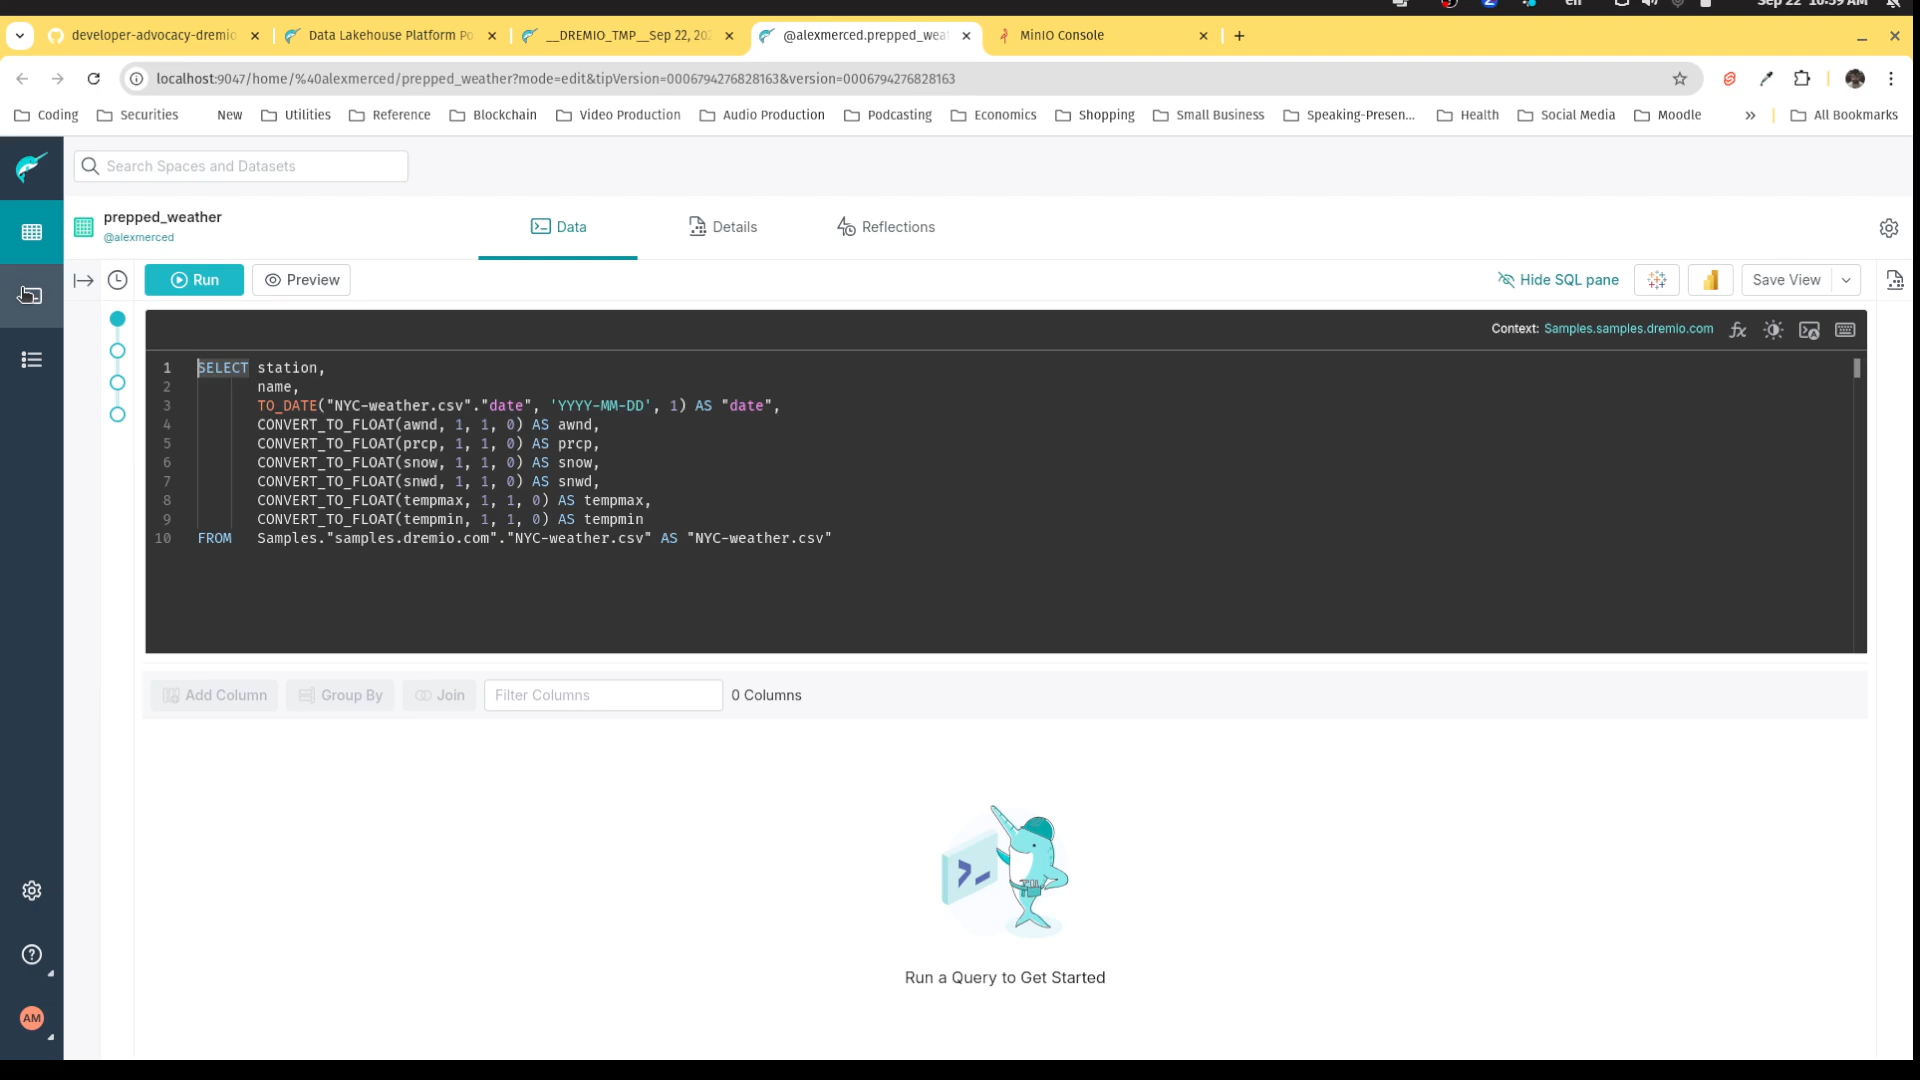 en
Sep 22 10:39 AM
developer-advocacy-dremio
Data Lakehouse Platform Po
__DREMIO_TMP__Sep 22, 202
@alexmerced.prepped_weat
MinIO Console
localhost:9047/home/%40alexmerced/prepped_weather?mode=edit&tipVersion=0006794276828163&version=0006794276828163
Coding
Securities
New
Utilities
Reference
Blockchain
Video Production
Audio Production
Podcasting
Economics
Shopping
Small Business
Speaking-Presen...
Health
Social Media
Moodle
All Bookmarks
Search Spaces and Datasets
prepped_weather
@alexmerced
Data
Details
Reflections
Run
Preview
Hide SQL pane
Save View
Context: Samples.samples.dremio.com
1 SELECT station,
2 name,
3 TO_DATE("NYC-weather.csv"."date", 'YYYY-MM-DD', 1) AS "date",
4 CONVERT_TO_FLOAT(awnd, 1, 1, 0) AS awnd,
5 CONVERT_TO_FLOAT(prcp, 1, 1, 0) AS prcp,
6 CONVERT_TO_FLOAT(snow, 1, 1, 0) AS snow,
7 CONVERT_TO_FLOAT(snwd, 1, 1, 0) AS snwd,
8 CONVERT_TO_FLOAT(tempmax, 1, 1, 0) AS tempmax,
9 CONVERT_TO_FLOAT(tempmin, 1, 1, 0) AS tempmin
10 FROM Samples."samples.dremio.com"."NYC-weather.csv" AS "NYC-weather.csv"
Add Column
Group By
Join
Filter Columns
0 Columns
Run a Query to Get Started
AM